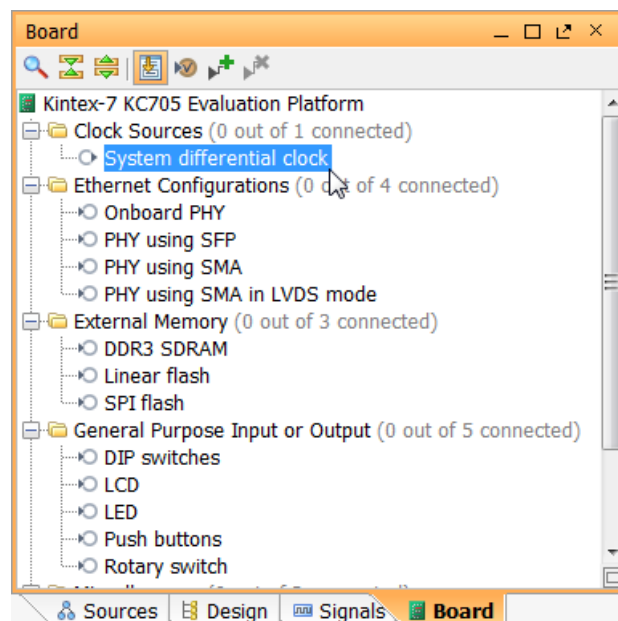 Board
Kintex-7 KC705 Evaluation Platform
Clock Sources (0 out of 1 connected)
System differential clock
Ethernet Configurations (0 out of 4 connected)
Onboard PHY
PHY using SFP
PHY using SMA
PHY using SMA in LVDS mode
External Memory (0 out of 3 connected)
DDR3 SDRAM
Linear flash
SPI flash
General Purpose Input or Output (0 out of 5 connected)
DIP switches
LCD
LED
Push buttons
Rotary switch
Sources Design Signals Board